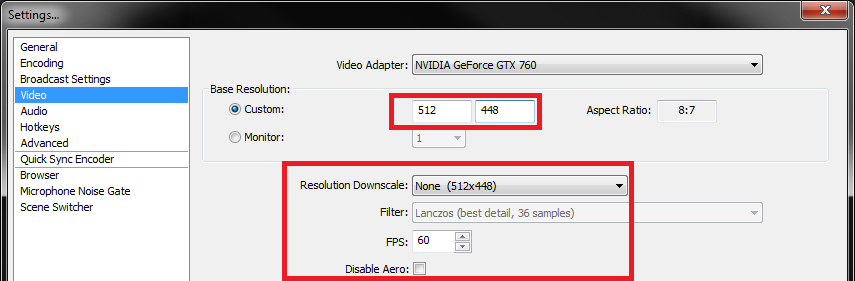 Settings...
General
Encoding
Broadcast Settings
Video
Audio
Hotkeys
Advanced
Quick Sync Encoder
Browser
Microphone Noise Gate
Scene Switcher
Video Adapter: NVIDIA GeForce GTX 760
Base Resolution:
Custom: 512 448 Aspect Ratio: 8:7
Monitor: 1
Resolution Downscale: None (512x448)
Filter: Lanczos (best detail, 36 samples)
FPS: 60
Disable Aero: